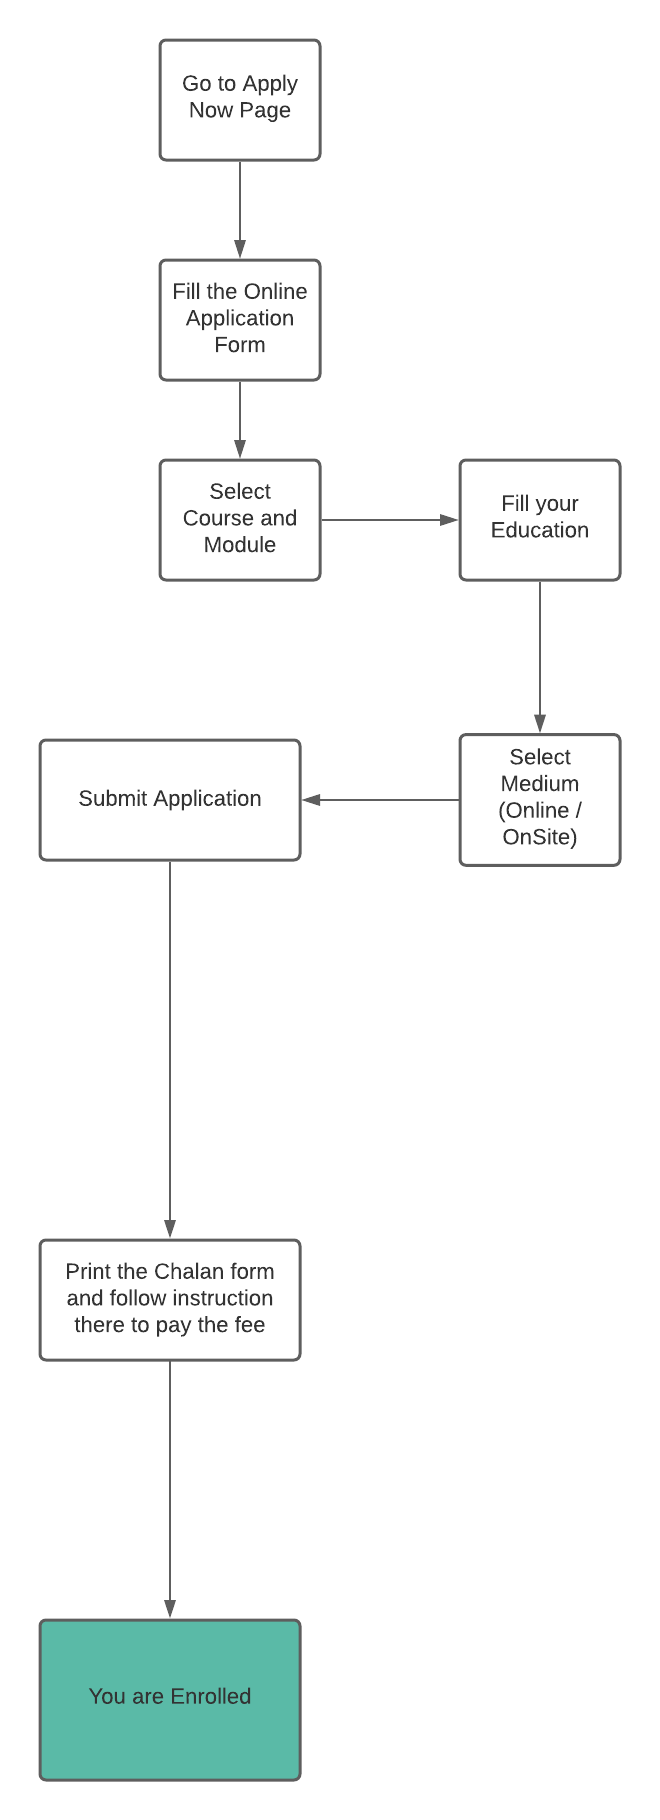 Go to Apply
Now Page
Fill the Online
Application
Form
Select
Course and
Module
Fill your
Education
Select
Medium
(Online /
OnSite)
Submit Application
Print the Chalan form
and follow instruction
there to pay the fee
You are Enrolled